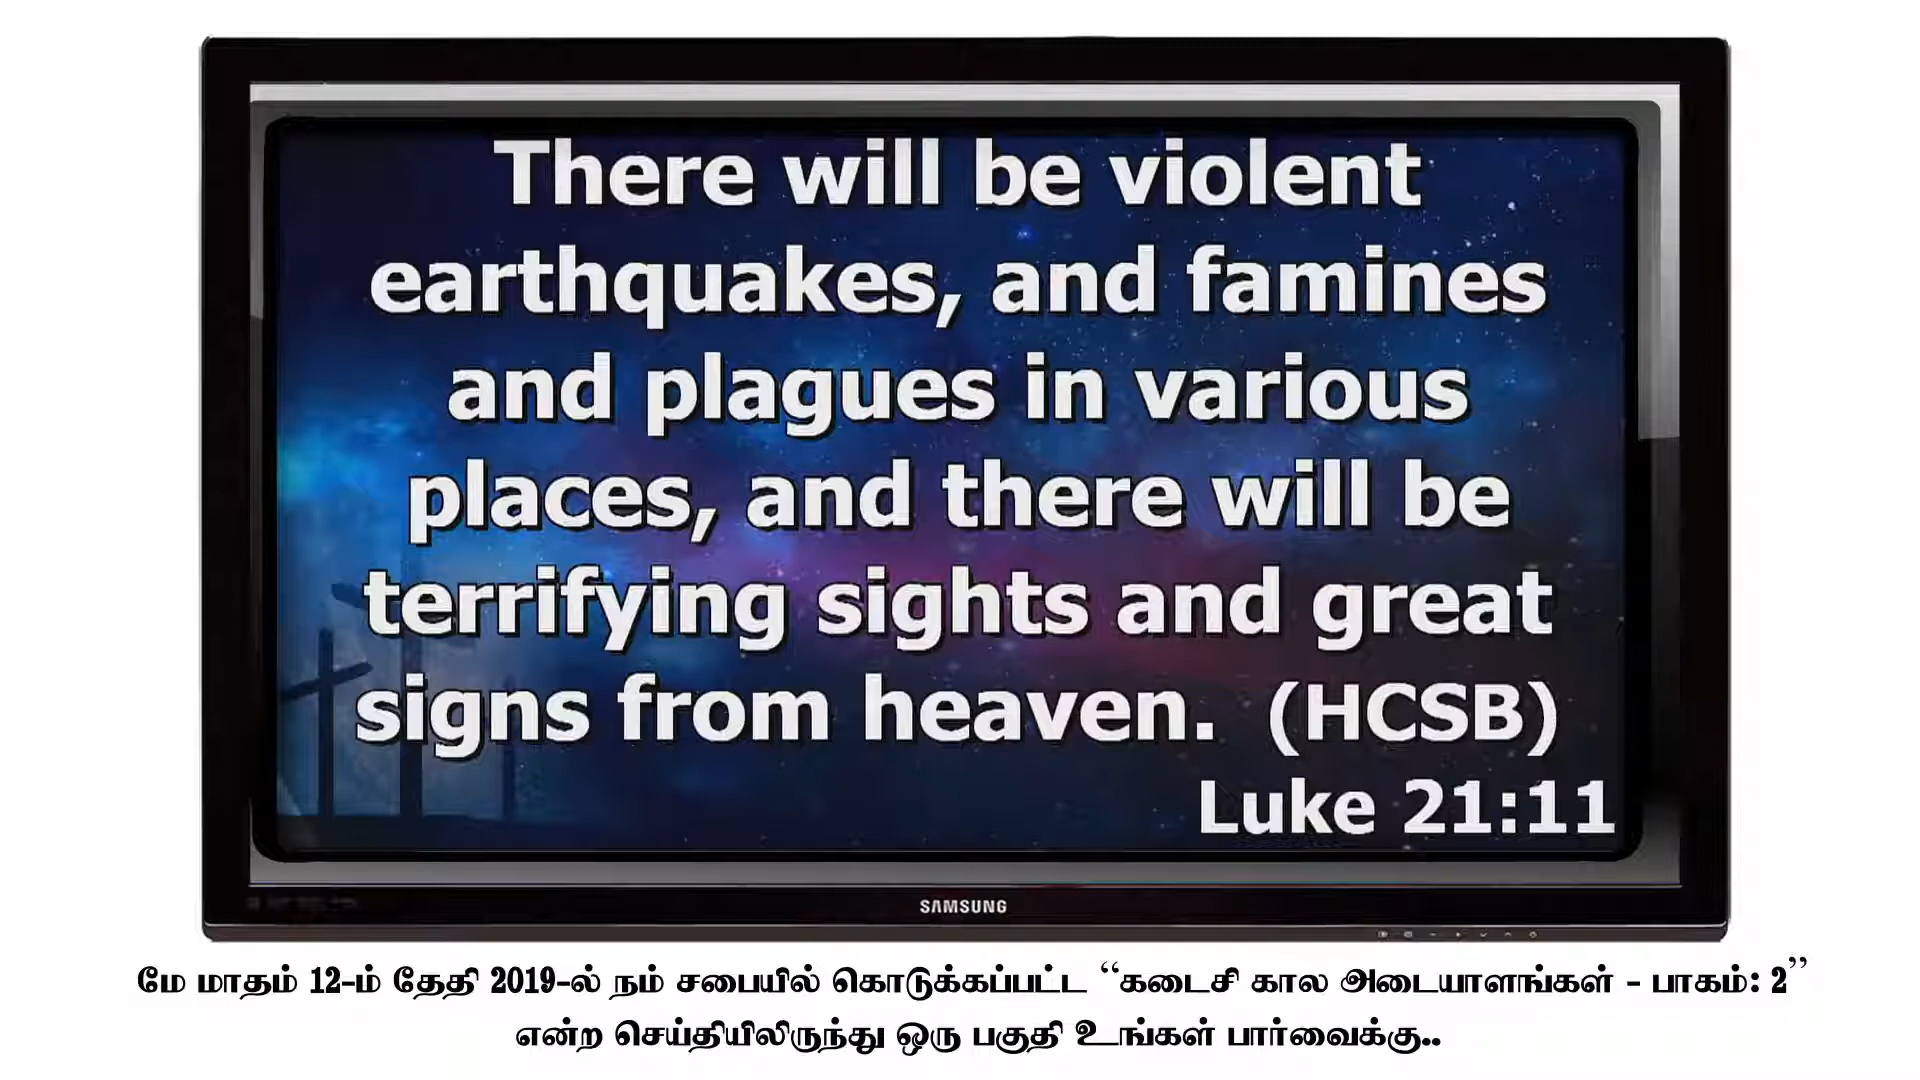 There will be violent
earthquakes, and famines
and plagues in various
places, and there will be
terrifying sights and great
signs from heaven. (HCSB)
Luke 21:11
SAMSUNG
மே மாதம் 12-ம் தேதி 2019-ல் நம் சபையில் கொடுக்கப்பட்ட “கடைசி கால அடையாளங்கள் - பாகம்: 2”
என்ற செய்தியிலிருந்து ஒரு பகுதி உங்கள் பார்வைக்கு..